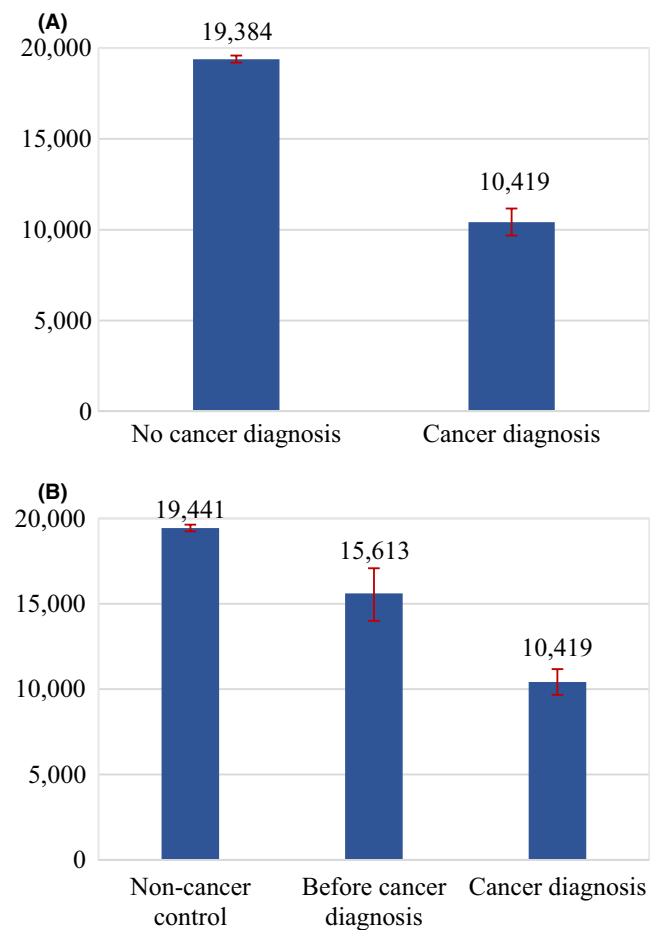 (A)
19,384
20,000
15,000
10,419
10,000
5,000
0
No cancer diagnosis
Cancer diagnosis
(B)
19,441
20,000
15,613
15,000
10,419
10,000
5,000
0
Non-cancer
control
Before cancer
diagnosis
Cancer diagnosis